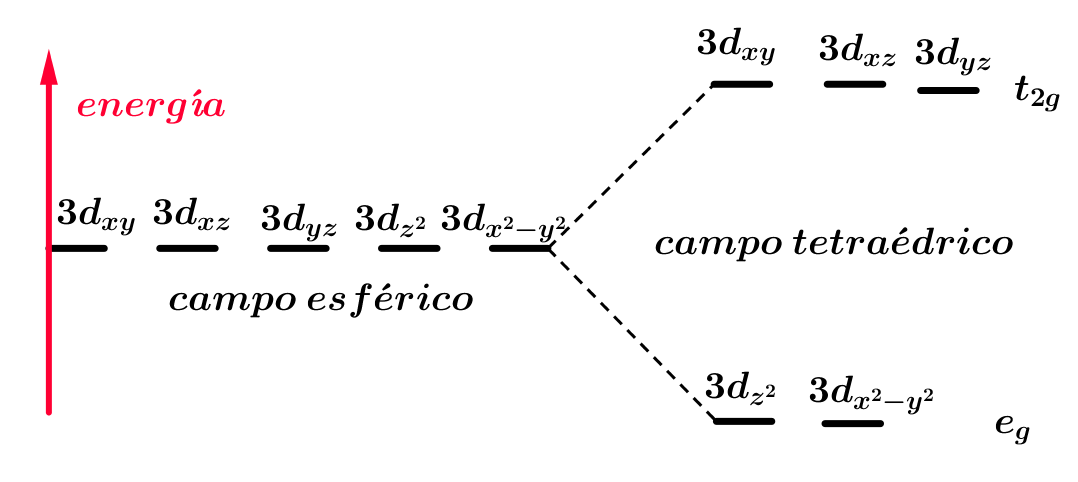 3d_{xy} 3d_{xz} 3d_{yz} t_{2g}
energía
3d_{xy} 3d_{xz} 3d_{yz} 3d_{z^2} 3d_{x^2-y^2}
campo tetraédrico
campo esférico
3d_{z^2} 3d_{x^2-y^2}
e_g